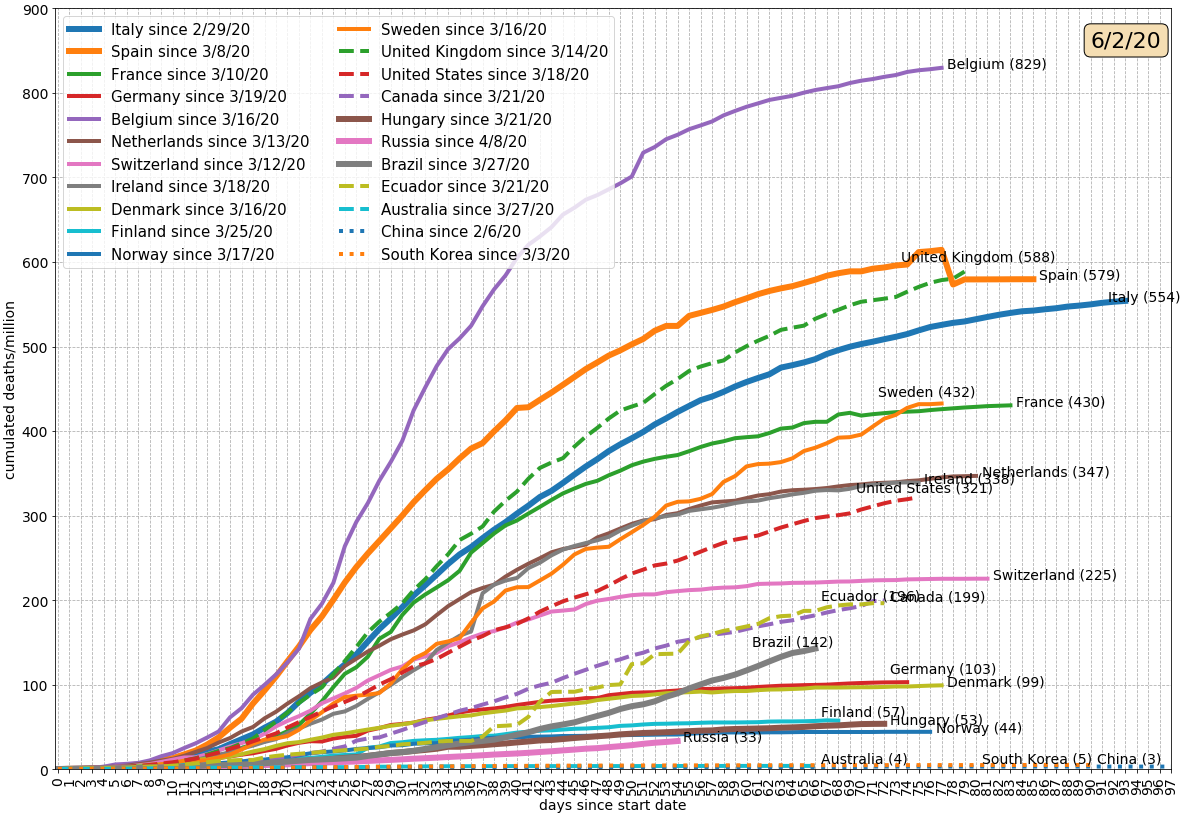 900
800
700
600
500
400
300
200
100
0
cumulated deaths/million
Italy since 2/29/20
Spain since 3/8/20
France since 3/10/20
Germany since 3/19/20
Belgium since 3/16/20
Netherlands since 3/13/20
Switzerland since 3/12/20
Ireland since 3/18/20
Denmark since 3/16/20
Finland since 3/25/20
Norway since 3/17/20
Sweden since 3/16/20
United Kingdom since 3/14/20
United States since 3/18/20
Canada since 3/21/20
Hungary since 3/21/20
Russia since 4/8/20
Brazil since 3/27/20
Ecuador since 3/21/20
Australia since 3/27/20
China since 2/6/20
South Korea since 3/3/20
6/2/20
Belgium (829)
United Kingdom (588)
Spain (579)
Italy (554)
Sweden (432)
France (430)
Netherlands (347)
Ireland (338)
United States (321)
Switzerland (225)
Ecuador (196)
Canada (199)
Brazil (142)
Germany (103)
Denmark (99)
Finland (57)
Hungary (53)
Norway (44)
Russia (33)
Australia (4)
South Korea (5) China (3)
0 1 2 3 4 5 6 7 8 9 10 11 12 13 14 15 16 17 18 19 20 21 22 23 24 25 26 27 28 29 30 31 32 33 34 35 36 37 38 39 40 41 42 43 44 45 46 47 48 49 50 51 52 53 54 55 56 57 58 59 60 61 62 63 64 65 66 67 68 69 70 71 72 73 74 75 76 77 78 79 80 81 82 83 84 85 86 87 88 89 90 91 92 93 94 95 96 97
days since start date